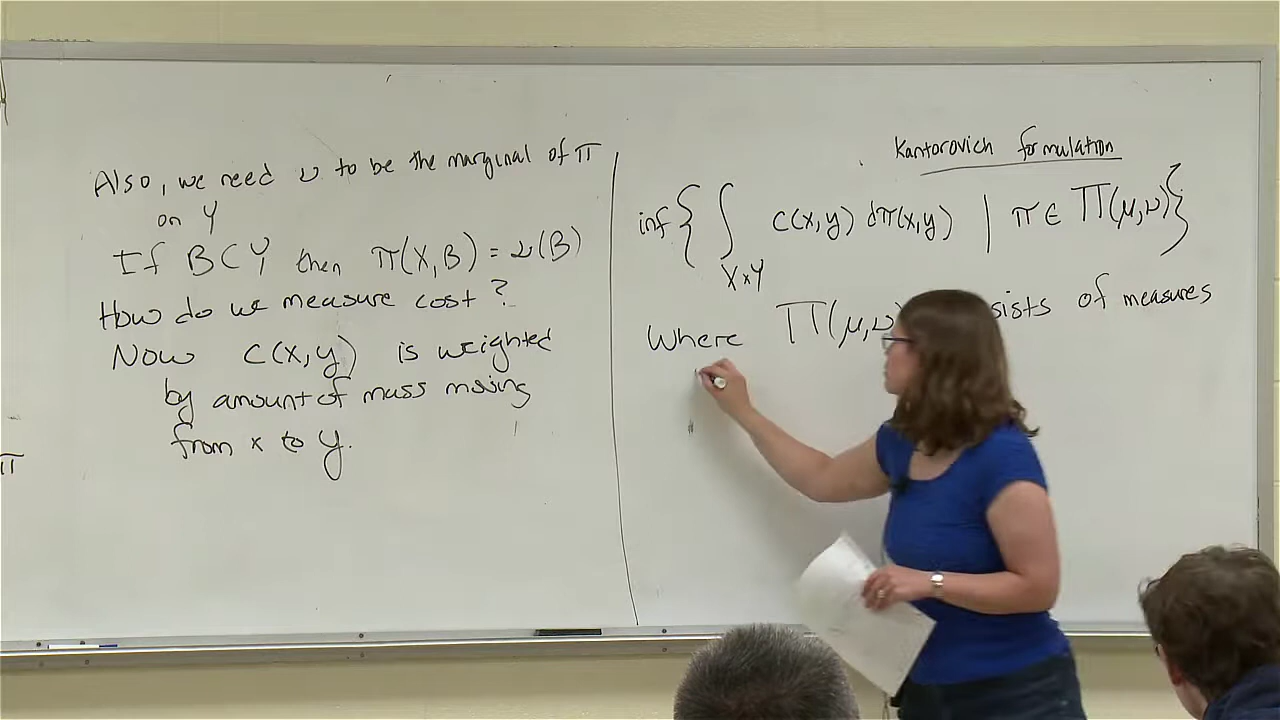 Also, we need ν to be the marginal of π
on Y
If B⊂Y, then π(X,B) = ν(B)
How do we measure cost?
Now c(x,y) is weighted
by amount of mass moving
from x to y.
π
Kantorovich formulation
inf { ∫ c(x,y) dπ(x,y) | π ∈ Π(μ,ν) }
X×Y
Where Π(μ,ν sists of measures